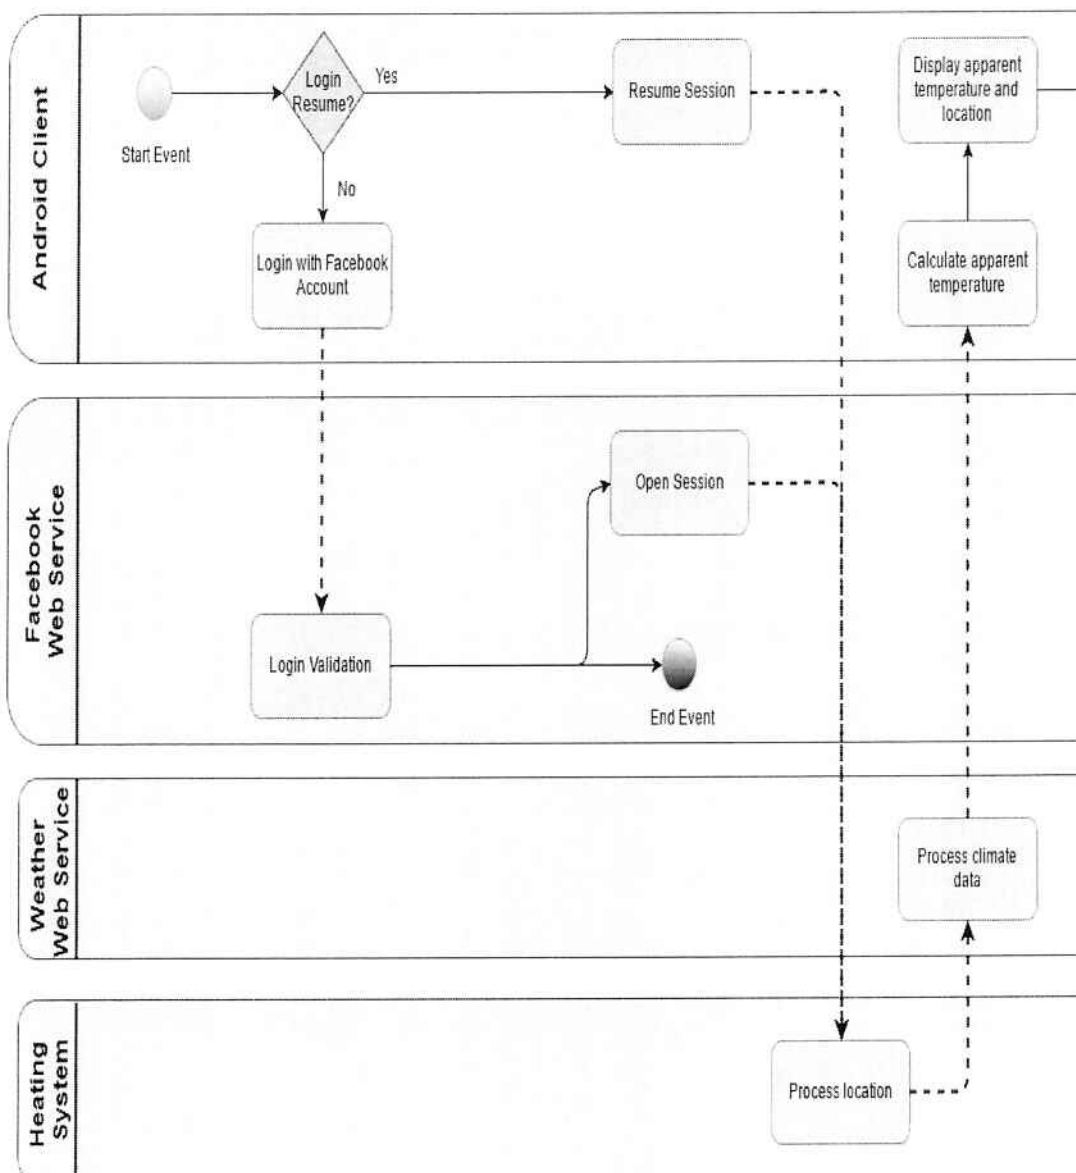 Android Client
Start Event
Login
Resume?
Yes
No
Login with Facebook
Account
Resume Session
Display apparent
temperature and
location
Calculate apparent
temperature
Facebook
Web Service
Login Validation
Open Session
End Event
Weather
Web Service
Process climate
data
Heating
System
Process location